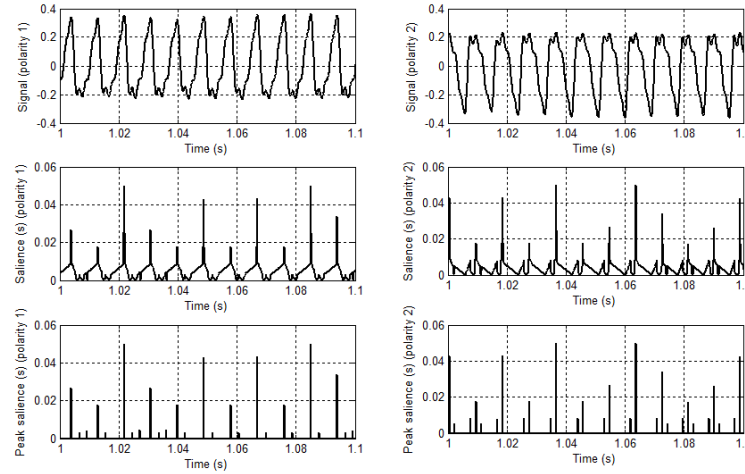 Signal (polarity 1)
0.4
0.2
0
-0.2
-0.4
1 1.02 1.04 1.06 1.08 1.1
Time (s)
Signal (polarity 2)
0.4
0.2
0
-0.2
-0.4
1 1.02 1.04 1.06 1.08 1.1
Time (s)
Salience (s) (polarity 1)
0.06
0.04
0.02
0
1 1.02 1.04 1.06 1.08 1.1
Time (s)
Salience (s) (polarity 2)
0.06
0.04
0.02
0
1 1.02 1.04 1.06 1.08 1.1
Time (s)
Peak salience (s) (polarity 1)
0.06
0.04
0.02
0
1 1.02 1.04 1.06 1.08 1.1
Time (s)
Peak salience (s) (polarity 2)
0.06
0.04
0.02
0
1 1.02 1.04 1.06 1.08 1.1
Time (s)